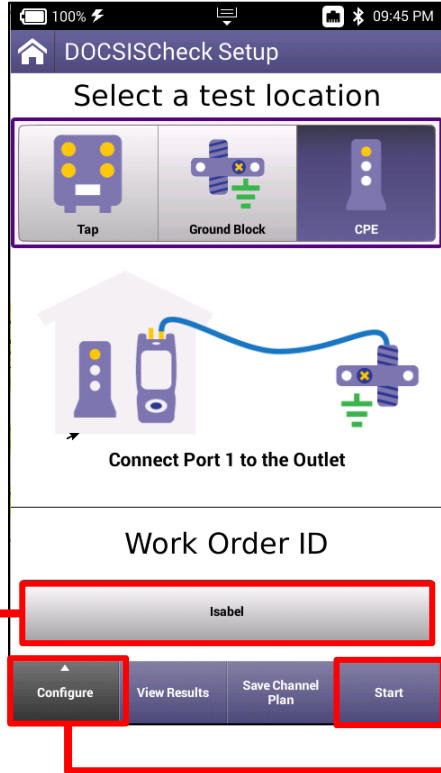 100% 09:45 PM
DOCSISCheck Setup
Select a test location
Tap Ground Block CPE
Connect Port 1 to the Outlet
Work Order ID
Isabel
Configure View Results Save Channel Plan Start